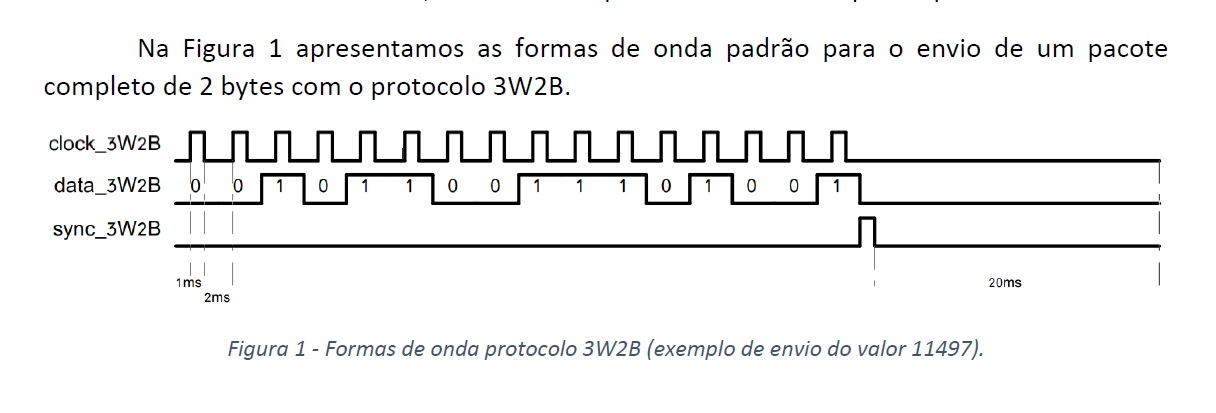 Na Figura 1 apresentamos as formas de onda padrão para o envio de um pacote
completo de 2 bytes com o protocolo 3W2B.
clock_3W2B
data_3W2B 0 0 1 0 1 1 0 0 1 1 1 0 1 0 0 1
sync_3W2B
1ms
2ms
20ms
Figura 1 - Formas de onda protocolo 3W2B (exemplo de envio do valor 11497).